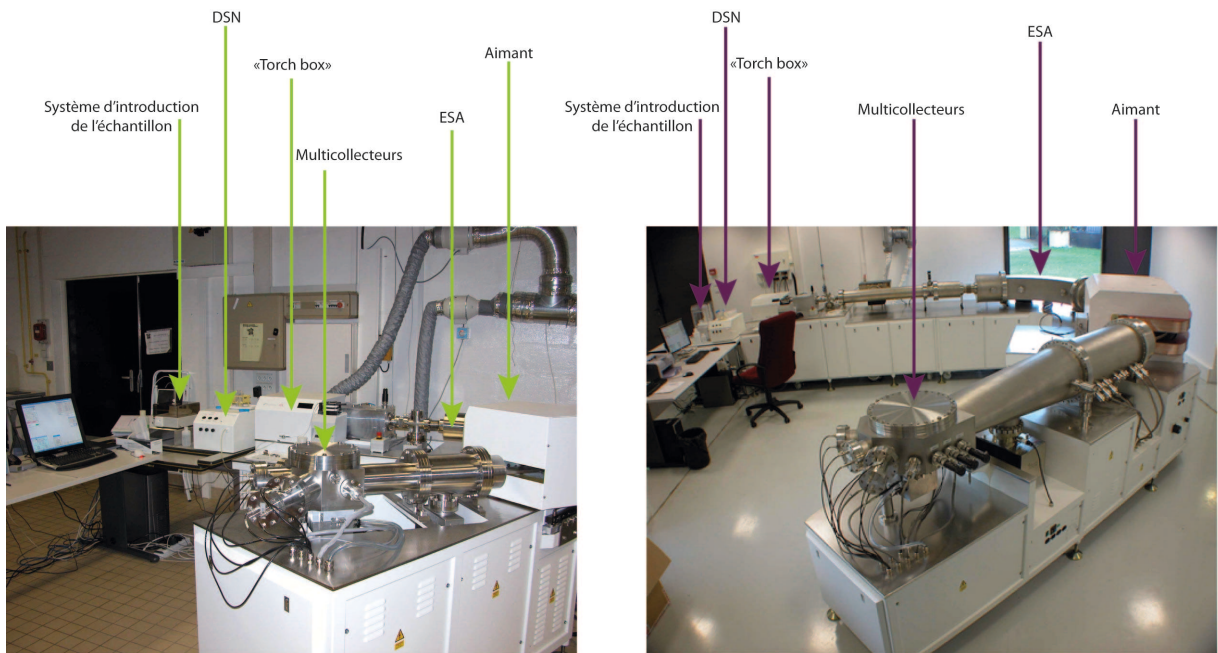 DSN
«Torch box»
Aimant
Système d'introduction
de l'échantillon
ESA
Multicollecteurs
DSN
«Torch box»
ESA
Système d'introduction
de l'échantillon
Multicollecteurs
Aimant